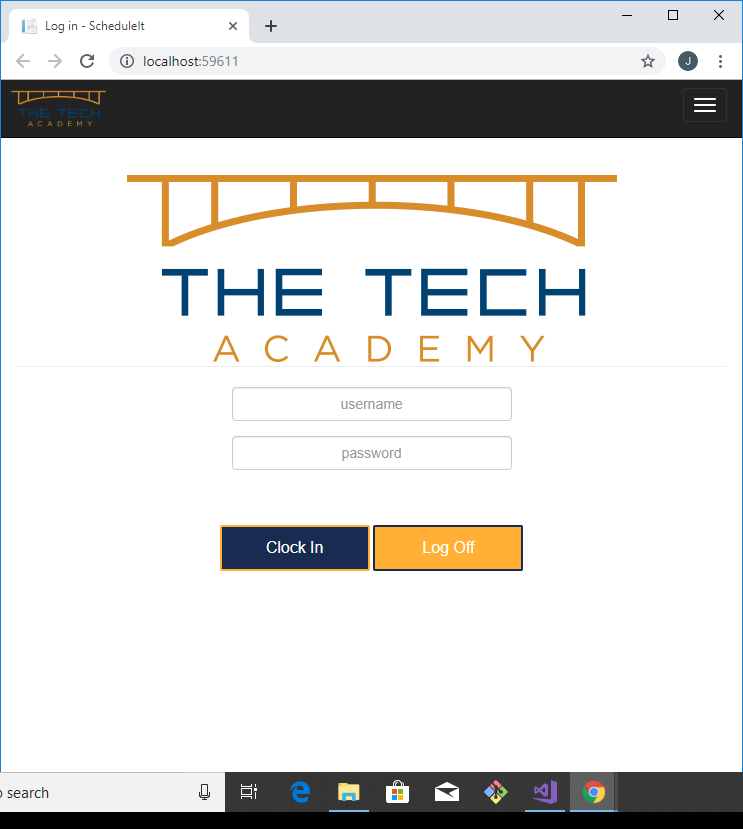 Log in - ScheduleIt
localhost:59611
J
THE TECH
ACADEMY
THE TECH
ACADEMY
username
password
Clock In
Log Off
search